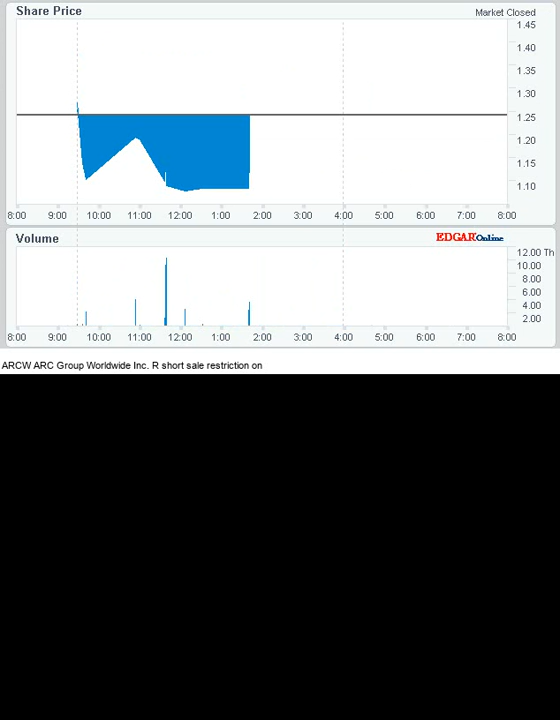 Share Price
Market Closed
1.45
1.40
1.35
1.30
1.25
1.20
1.15
1.10
8:00 9:00 10:00 11:00 12:00 1:00 2:00 3:00 4:00 5:00 6:00 7:00 8:00
Volume
EDGAR Online
12.00 Th
10.00
8.00
6.00
4.00
2.00
8:00 9:00 10:00 11:00 12:00 1:00 2:00 3:00 4:00 5:00 6:00 7:00 8:00
ARCW ARC Group Worldwide Inc. R short sale restriction on